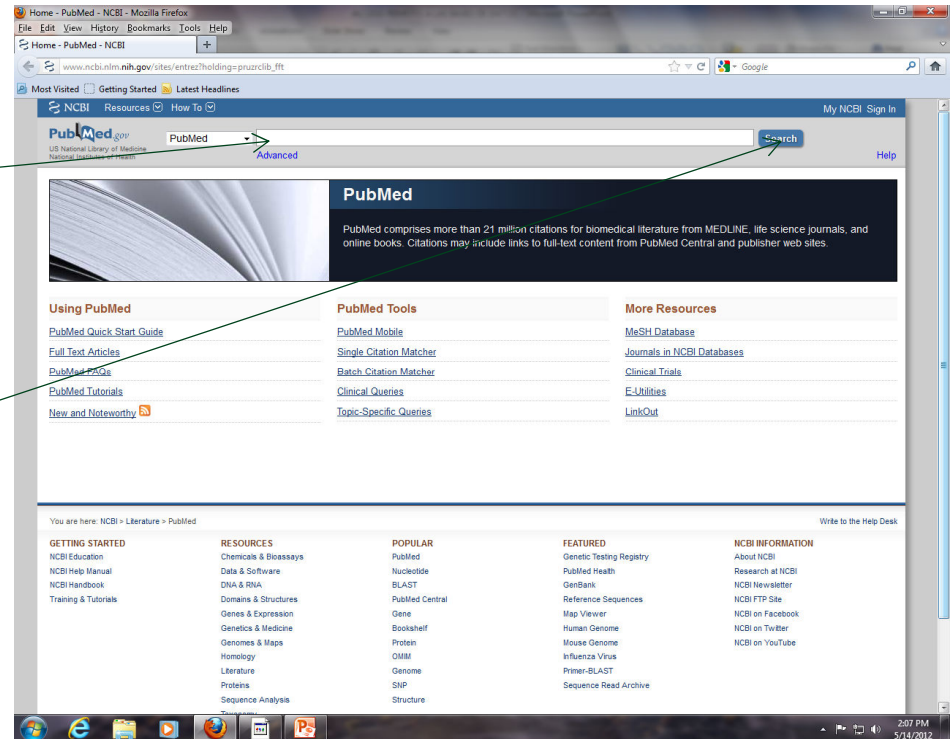 Home - PubMed - NCBI - Mozilla Firefox
File Edit View History Bookmarks Tools Help
Home - PubMed - NCBI +
www.ncbi.nlm.nih.gov/sites/entrez?holding=pruzrclib_fft Google
Most Visited Getting Started Latest Headlines
NCBI Resources How To My NCBI Sign In
PubMed.gov PubMed Search
US National Library of Medicine
National Institutes of Health
Advanced Help
PubMed
PubMed comprises more than 21 million citations for biomedical literature from MEDLINE, life science journals, and
online books. Citations may include links to full-text content from PubMed Central and publisher web sites.
Using PubMed PubMed Tools More Resources
PubMed Quick Start Guide PubMed Mobile MeSH Database
Full Text Articles Single Citation Matcher Journals in NCBI Databases
PubMed FAQs Batch Citation Matcher Clinical Trials
PubMed Tutorials Clinical Queries E-Utilities
New and Noteworthy Topic-Specific Queries LinkOut
You are here: NCBI > Literature > PubMed Write to the Help Desk
GETTING STARTED RESOURCES POPULAR FEATURED NCBI INFORMATION
NCBI Education Chemicals & Bioassays PubMed Genetic Testing Registry About NCBI
NCBI Help Manual Data & Software Nucleotide PubMed Health Research at NCBI
NCBI Handbook DNA & RNA BLAST GenBank NCBI Newsletter
Training & Tutorials Domains & Structures PubMed Central Reference Sequences NCBI FTP Site
Genes & Expression Gene Map Viewer NCBI on Facebook
Genetics & Medicine Bookshelf Human Genome NCBI on Twitter
Genomes & Maps Protein Mouse Genome NCBI on YouTube
Homology OMIM Influenza Virus
Literature Genome Primer-BLAST
Proteins SNP Sequence Read Archive
Sequence Analysis Structure
2:07 PM
5/14/2012